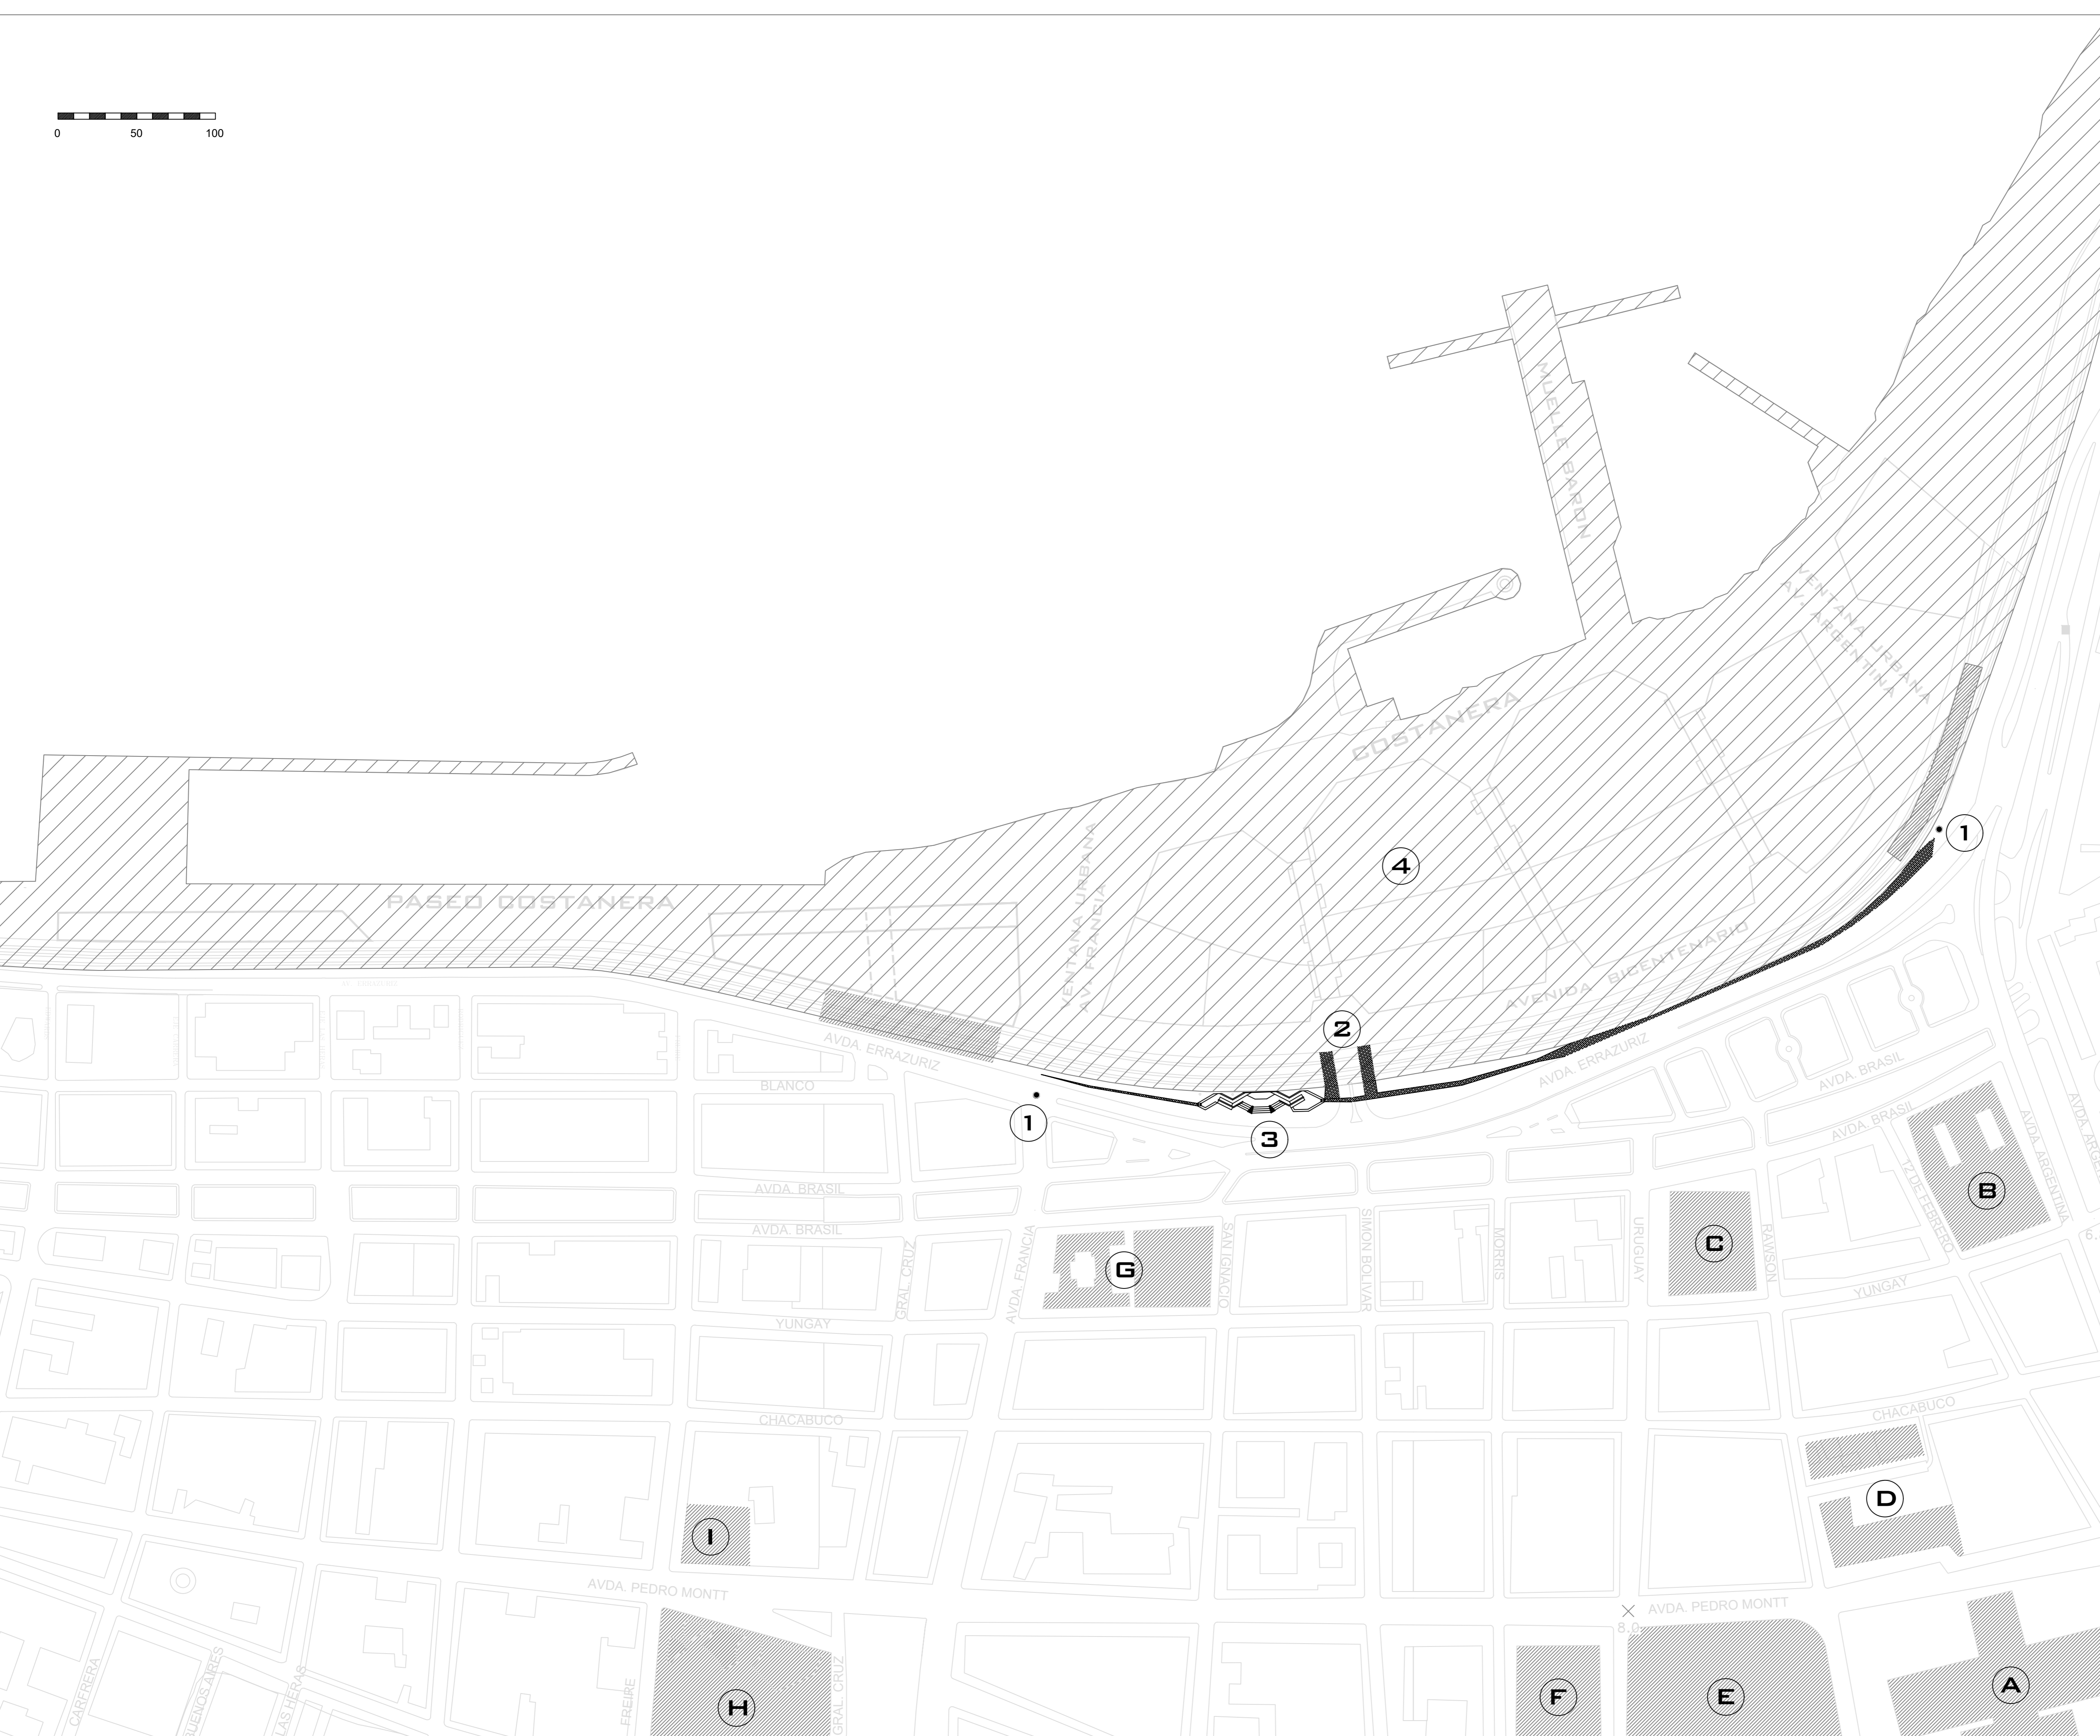 0 50 100
MUELLE BARON
VENTANA URBANA
AV. ARGENTINA
COSTANERA
1
4
PASEO COSTANERA
VENTANA URBANA
AV. FRANCIA
AVENIDA BICENTENARIO
2
AVDA. ERRAZURIZ
AVDA. ERRAZURIZ
BLANCO
AVDA. BRASIL
1
3
AVDA. BRASIL
AVDA. BRASIL
AVDA. BRASIL
12 DE FEBRERO
AVDA. ARGENTINA
B
GRAL. CRUZ
AVDA. FRANCIA
G
SAN IGNACIO
SIMON BOLIVAR
MORRIS
URUGUAY
C
RAWSON
YUNGAY
YUNGAY
CHACABUCO
CHACABUCO
D
I
AVDA. PEDRO MONTT
AVDA. PEDRO MONTT
8.0
CARRERA
BUENOS AIRES
LAS HERAS
FREIRE
H
GRAL. CRUZ
F
E
A